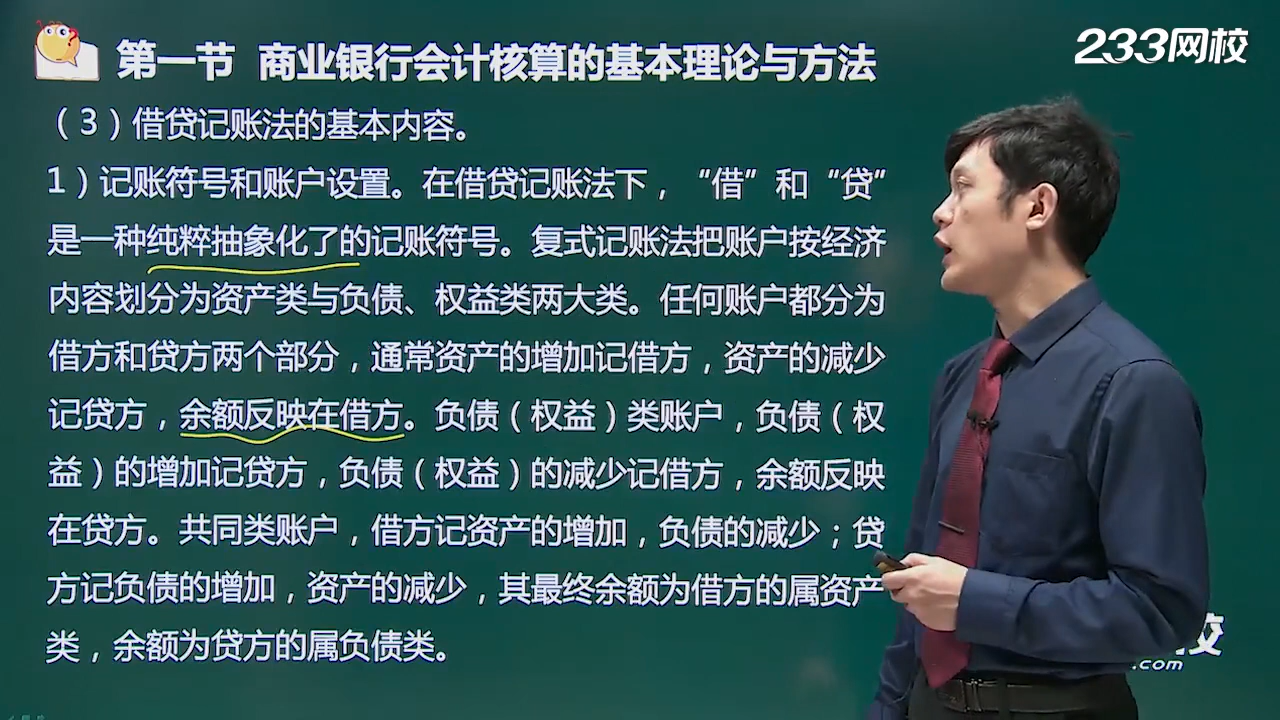 第一节 商业银行会计核算的基本理论与方法
233网校
（3）借贷记账法的基本内容。
1）记账符号和账户设置。在借贷记账法下，“借”和“贷”
是一种纯粹抽象化了的记账符号。复式记账法把账户按经济
内容划分为资产类与负债、权益类两大类。任何账户都分为
借方和贷方两个部分，通常资产的增加记借方，资产的减少
记贷方，余额反映在借方。负债（权益）类账户，负债（权
益）的增加记贷方，负债（权益）的减少记借方，余额反映
在贷方。共同类账户，借方记资产的增加，负债的减少；贷
方记负债的增加，资产的减少，其最终余额为借方的属资产
类，余额为贷方的属负债类。
校
.com